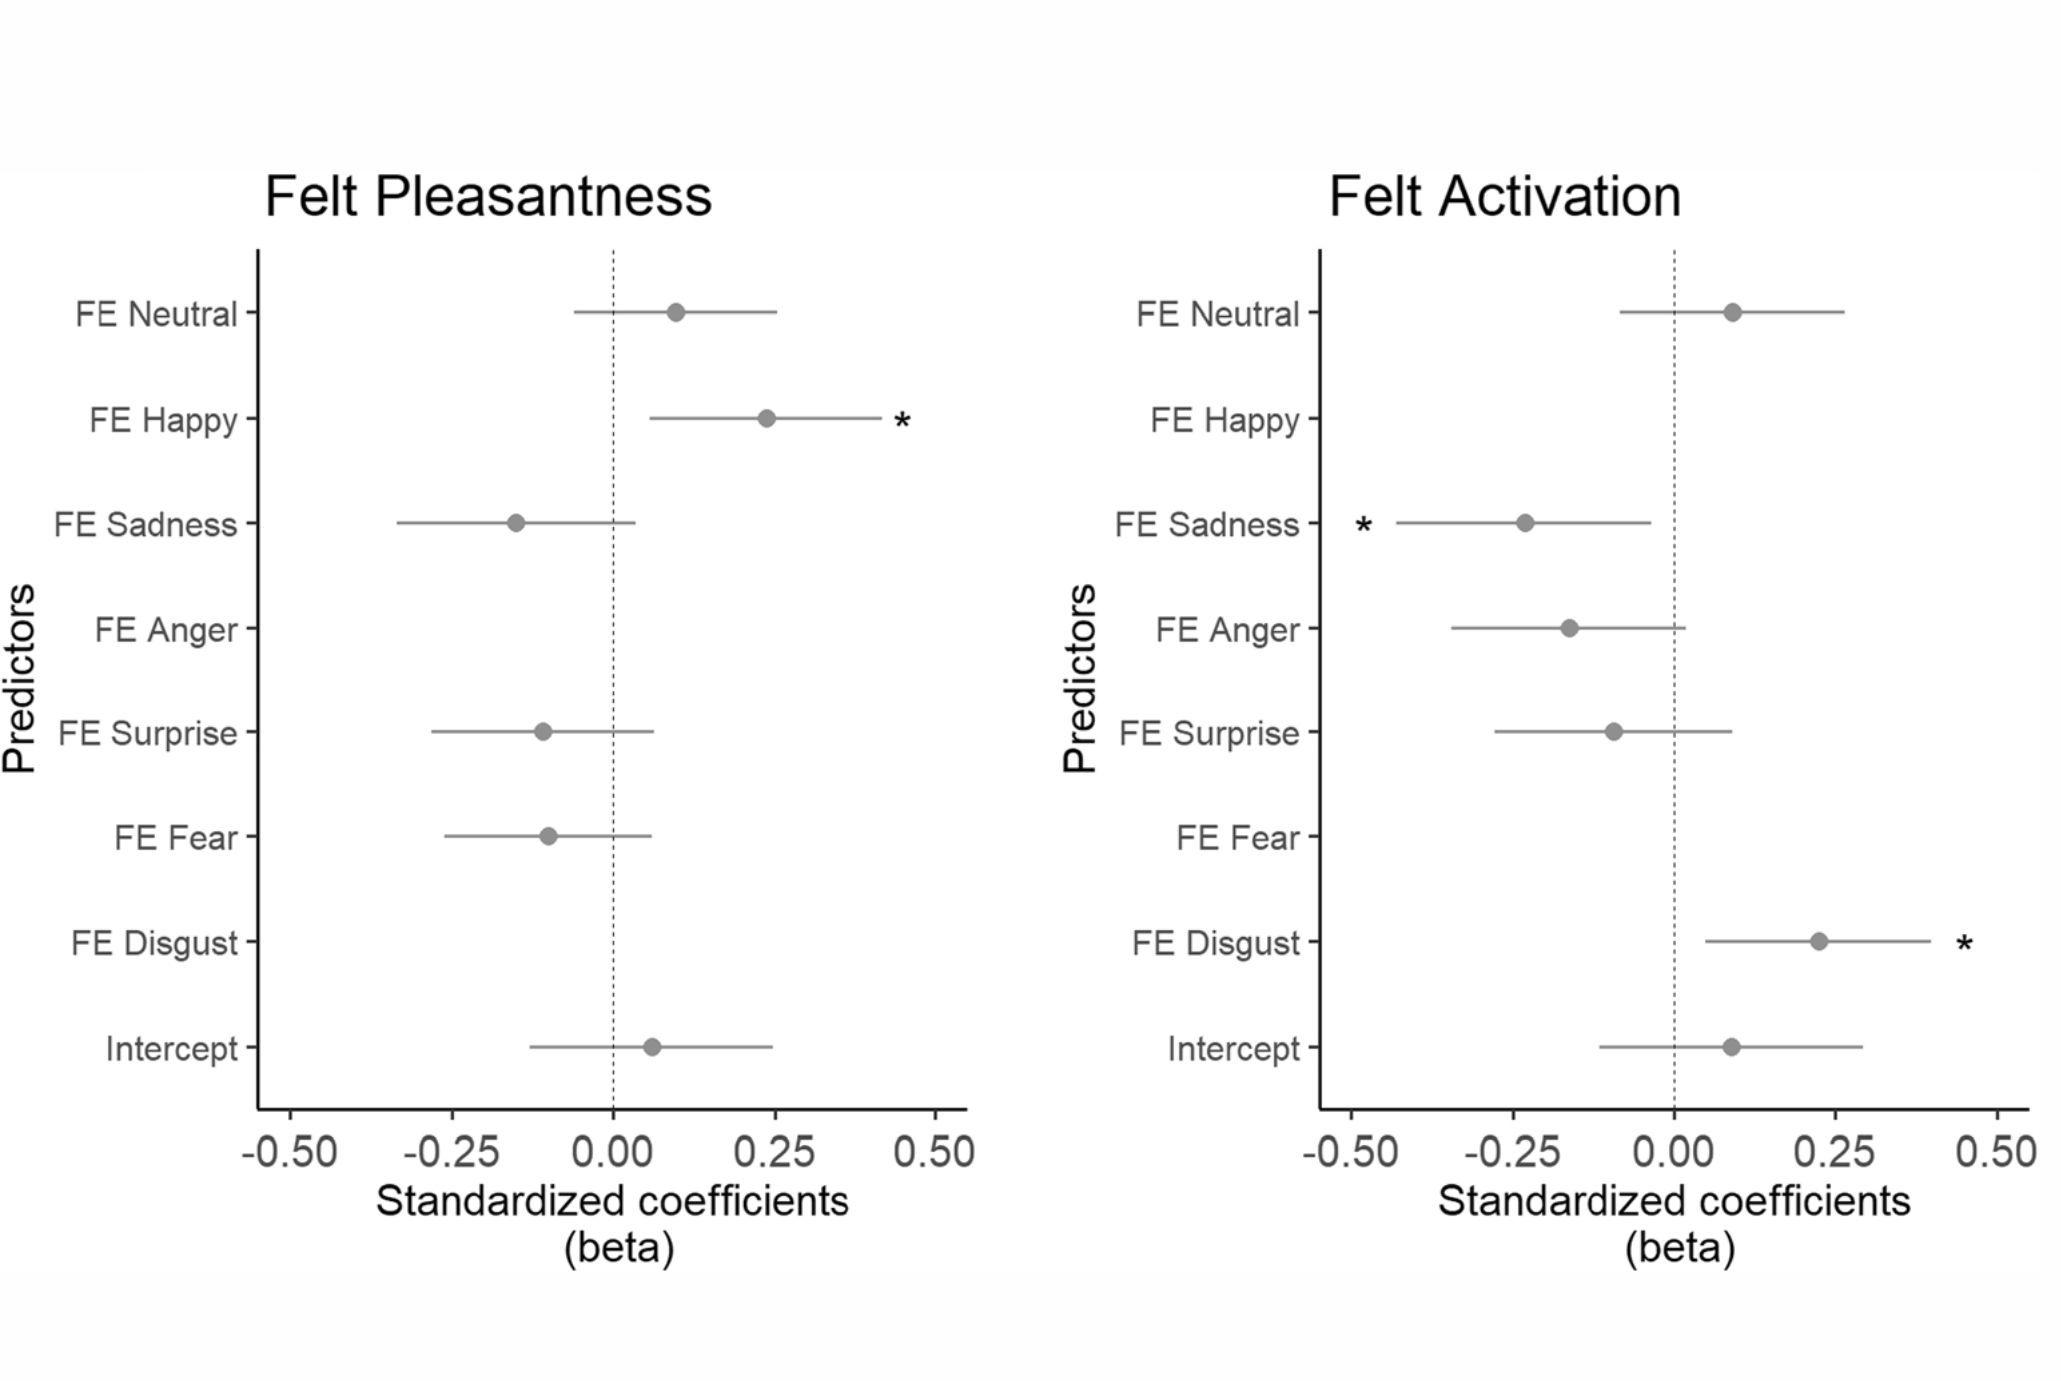 Felt Pleasantness
Predictors
FE Neutral
FE Happy
*
FE Sadness
FE Anger
FE Surprise
FE Fear
FE Disgust
Intercept
-0.50 -0.25 0.00 0.25 0.50
Standardized coefficients
(beta)
Felt Activation
Predictors
FE Neutral
FE Happy
FE Sadness
*
FE Anger
FE Surprise
FE Fear
FE Disgust
*
Intercept
-0.50 -0.25 0.00 0.25 0.50
Standardized coefficients
(beta)